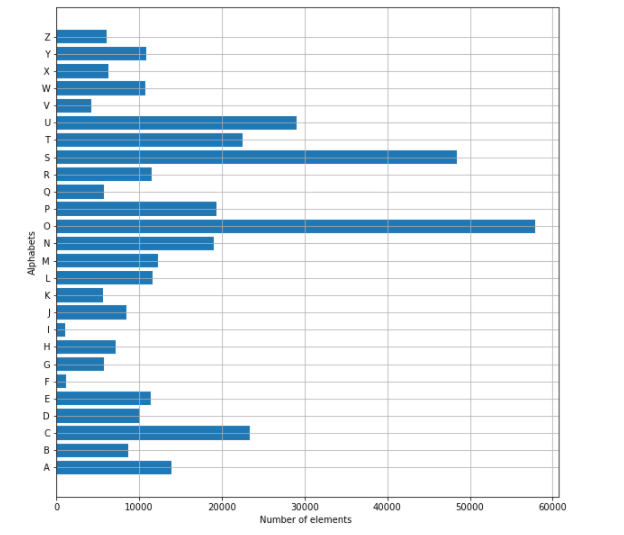 Z
Y
X
W
V
U
T
S
R
Q
P
O
N
M
L
K
J
I
H
G
F
E
D
C
B
A
Alphabets
0 10000 20000 30000 40000 50000 60000
Number of elements